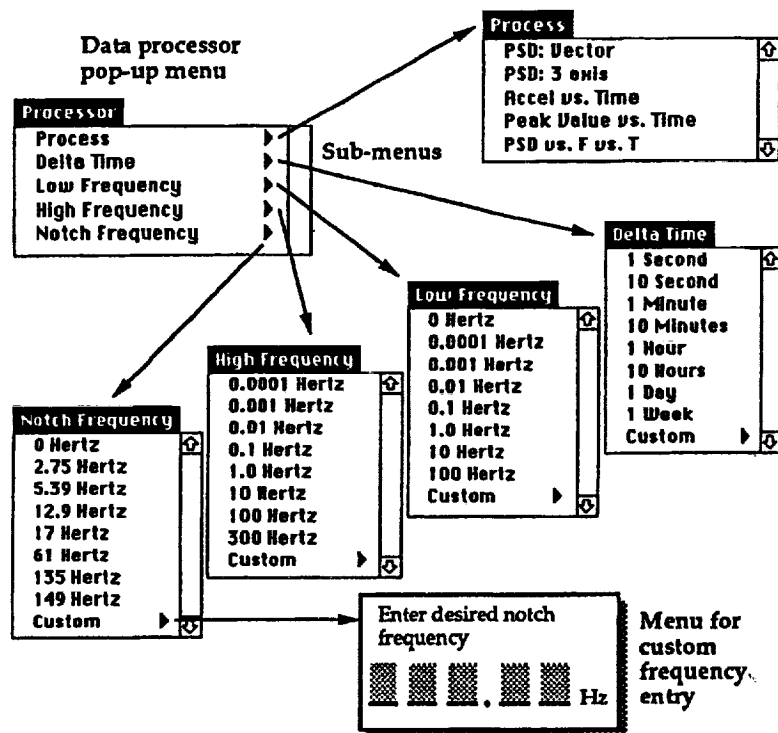 Data processor
pop-up menu
Processor
Process
Delta Time
Low Frequency
High Frequency
Notch Frequency
Sub-menus
Process
PSD: Vector
PSD: 3 axis
Accel vs. Time
Peak Value vs. Time
PSD vs. F vs. T
Delta Time
1 Second
10 Second
1 Minute
10 Minutes
1 Hour
10 Hours
1 Day
1 Week
Custom
Low Frequency
0 Hertz
0.0001 Hertz
0.001 Hertz
0.01 Hertz
0.1 Hertz
1.0 Hertz
10 Hertz
100 Hertz
Custom
High Frequency
0.0001 Hertz
0.001 Hertz
0.01 Hertz
0.1 Hertz
1.0 Hertz
10 Hertz
100 Hertz
300 Hertz
Custom
Notch Frequency
0 Hertz
2.75 Hertz
5.39 Hertz
12.9 Hertz
17 Hertz
61 Hertz
135 Hertz
149 Hertz
Custom
Enter desired notch
frequency
. Hz
Menu for
custom
frequency
entry